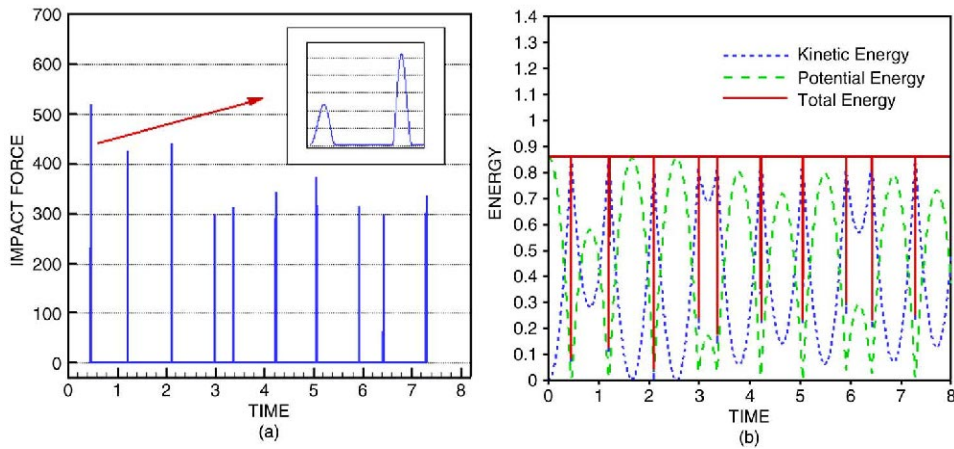 700
600
500
400
300
200
100
0
IMPACT FORCE
0 1 2 3 4 5 6 7 8
TIME
(a)
1.4
1.3
1.2
1.1
1
0.9
0.8
0.7
0.6
0.5
0.4
0.3
0.2
0.1
0
ENERGY
Kinetic Energy
Potential Energy
Total Energy
0 1 2 3 4 5 6 7 8
TIME
(b)